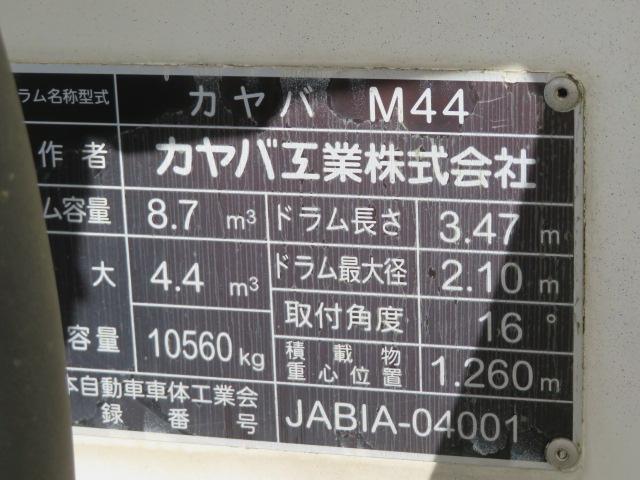 ラム名称型式 カヤバ M44
作者 カヤバ工業株式会社
ム容量 8.7 m³ ドラム長さ 3.47 m
大 4.4 m³ ドラム最大径 2.10 m
取付角度 16°
容量 10560 kg 積載物重心位置 1.260 m
本自動車車体工業会
録番号 JABIA-04001